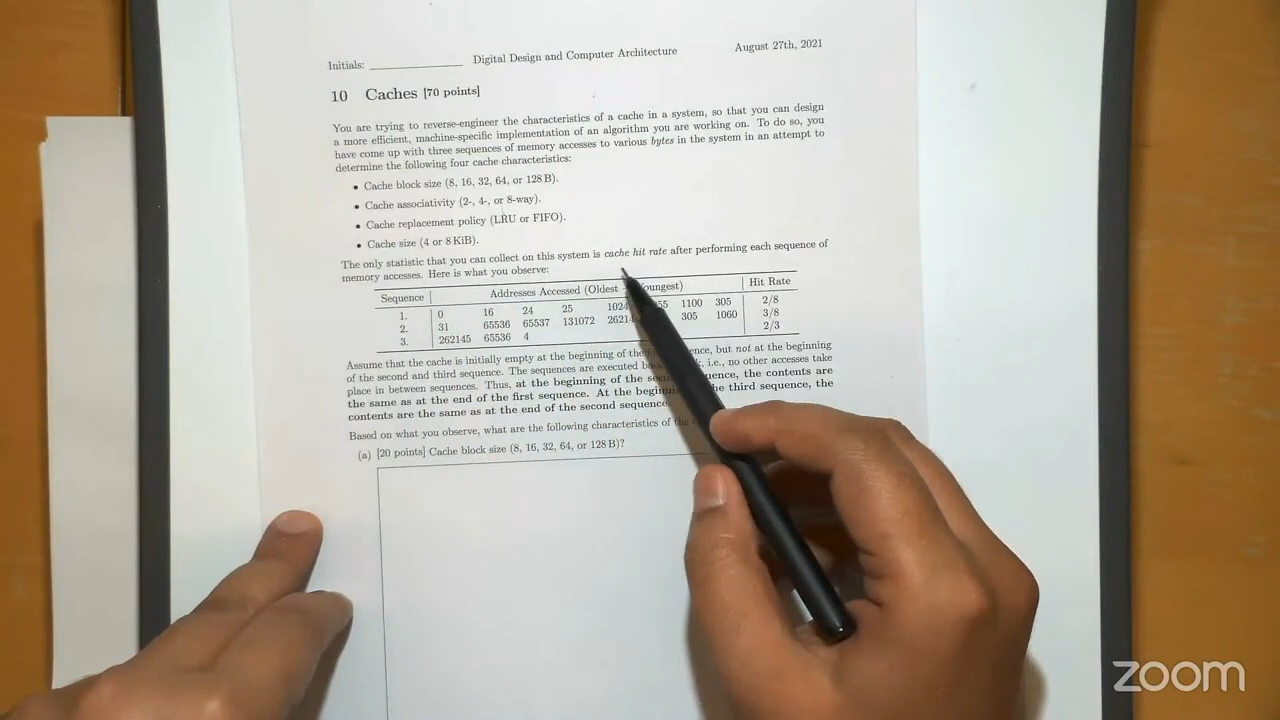 Initials: Digital Design and Computer Architecture August 27th, 2021
10 Caches [70 points]
You are trying to reverse-engineer the characteristics of a cache in a system, so that you can design
a more efficient, machine-specific implementation of an algorithm you are working on. To do so, you
have come up with three sequences of memory accesses to various bytes in the system in an attempt to
determine the following four cache characteristics:
• Cache block size (8, 16, 32, 64, or 128 B).
• Cache associativity (2-, 4-, or 8-way).
• Cache replacement policy (LRU or FIFO).
• Cache size (4 or 8 KiB).
The only statistic that you can collect on this system is cache hit rate after performing each sequence of
memory accesses. Here is what you observe:
Sequence Addresses Accessed (Oldest Youngest) Hit Rate
1. 0 16 24 25 1024 1100 305 2/8
2. 31 65536 65537 131072 305 1060 3/8
3. 262145 65536 4 2/3
Assume that the cache is initially empty at the beginning of the but not at the beginning
of the second and third sequence. The sequences are executed i.e., no other accesses take
place in between sequences. Thus, at the beginning of the the contents are
the same as at the end of the first sequence. At the the third sequence, the
contents are the same as at the end of the second sequence
Based on what you observe, what are the following characteristics of
(a) [20 points] Cache block size (8, 16, 32, 64, or 128 B)?
zoom